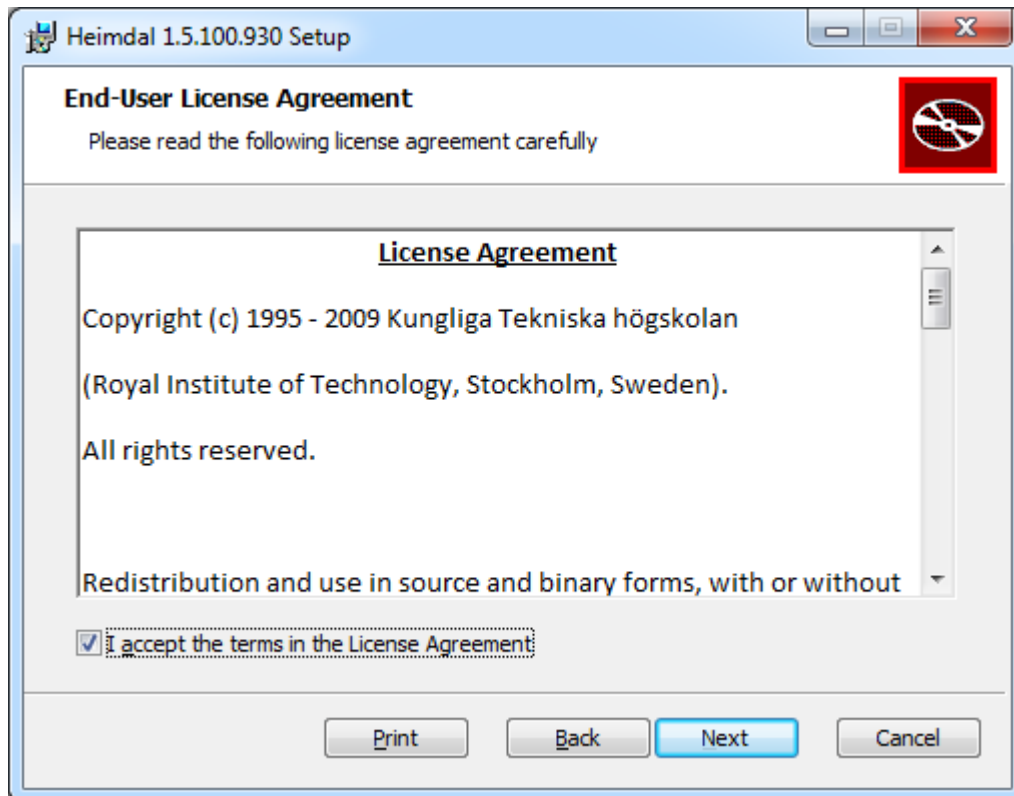 Heimdal 1.5.100.930 Setup
End-User License Agreement
Please read the following license agreement carefully
License Agreement
Copyright (c) 1995 - 2009 Kungliga Tekniska högskolan
(Royal Institute of Technology, Stockholm, Sweden).
All rights reserved.
Redistribution and use in source and binary forms, with or without
I accept the terms in the License Agreement
Print Back Next Cancel